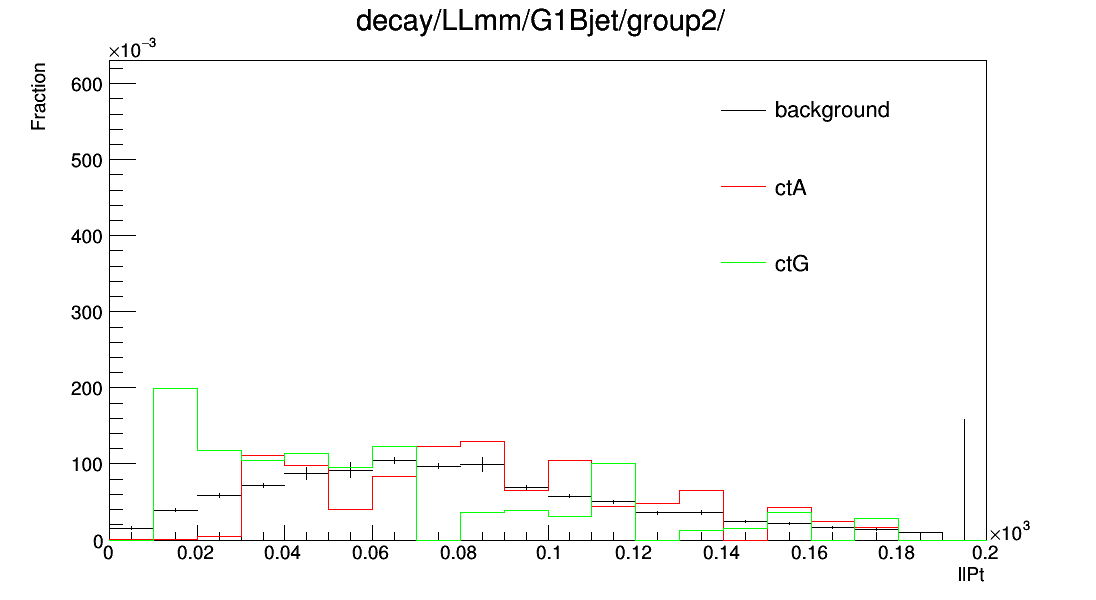 decay/LLmm/G1Bjet/group2/
×10⁻³
Fraction
600
500
400
300
200
100
0
background
ctA
ctG
0 0.02 0.04 0.06 0.08 0.1 0.12 0.14 0.16 0.18 0.2
×10³
llPt